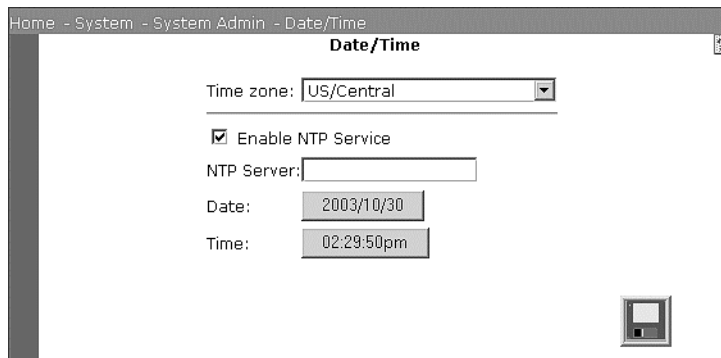 Home - System - System Admin - Date/Time
Date/Time
Time zone: US/Central
Enable NTP Service
NTP Server:
Date: 2003/10/30
Time: 02:29:50pm